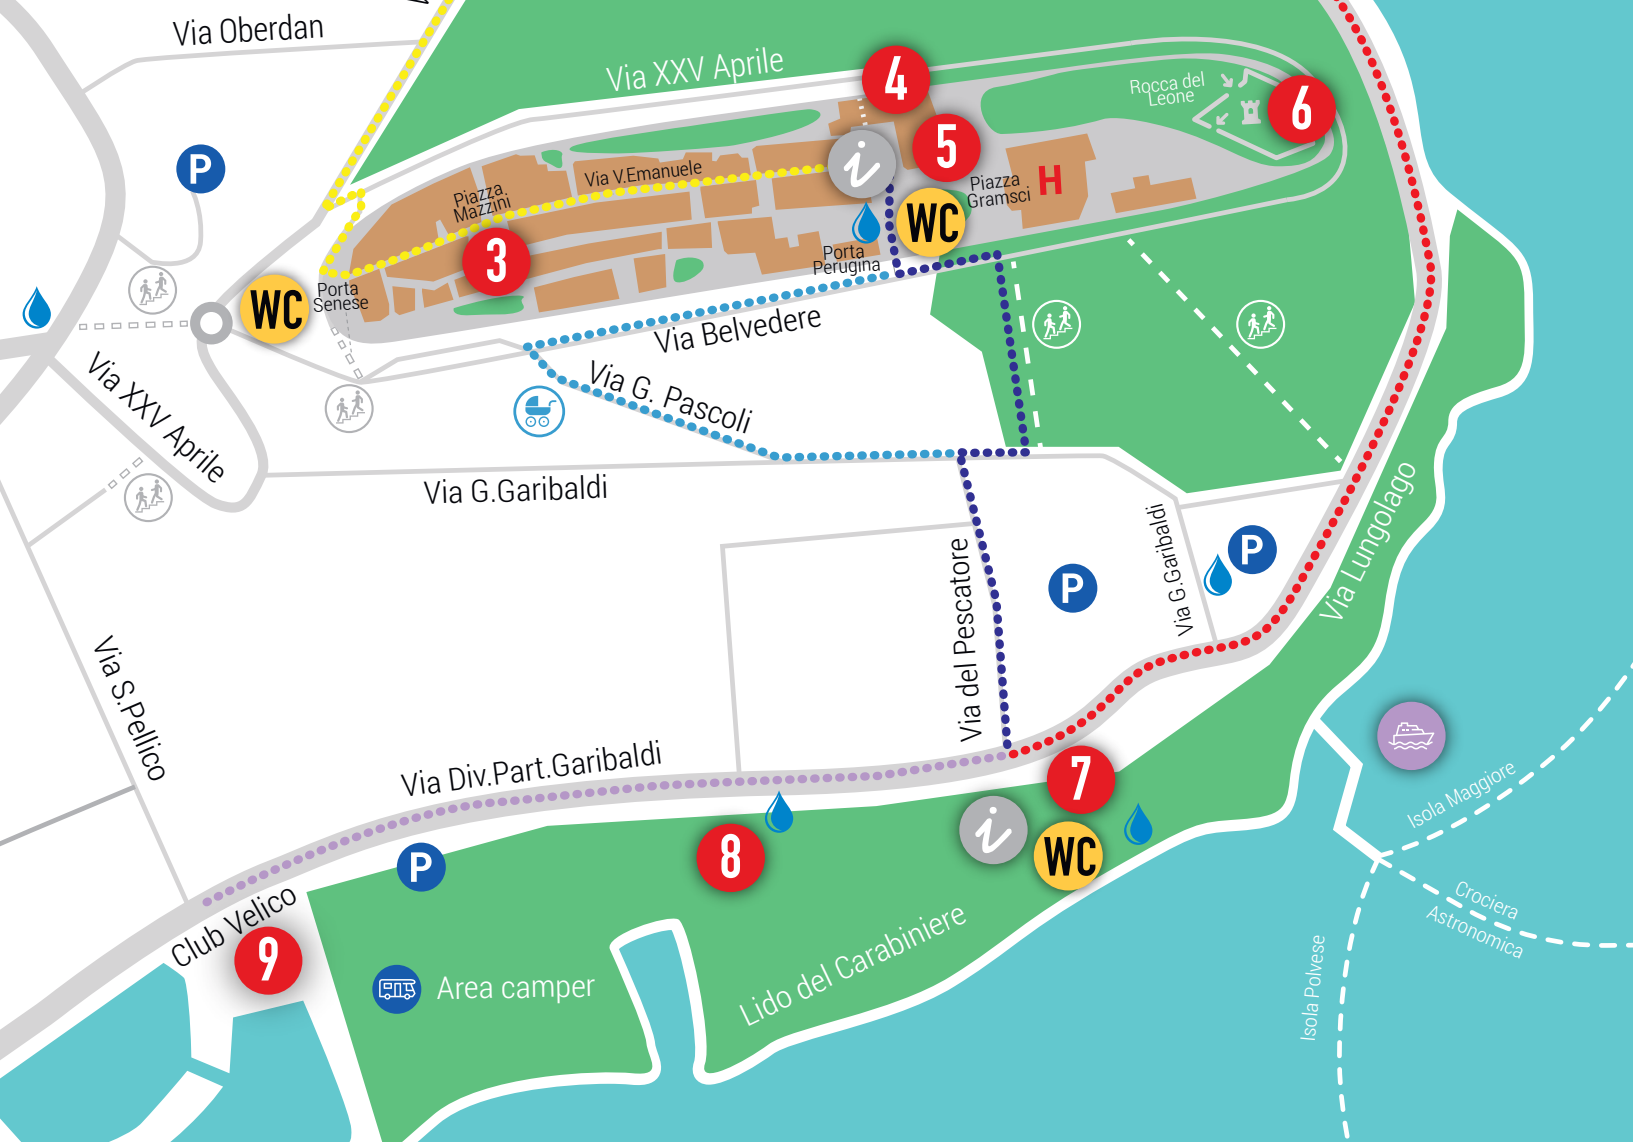 Via Oberdan
Via XXV Aprile
4
Rocca del
Leone
6
P
5
i
Via V.Emanuele
Piazza
Mazzini
Piazza
Gramsci
H
WC
3
Porta
Perugina
Porta
Senese
WC
Via Belvedere
Via XXV Aprile
Via G. Pascoli
Via G.Garibaldi
Via G.Garibaldi
Via Lungolago
P
P
Via del Pescatore
Via S.Pellico
Via Div.Part.Garibaldi
7
i
WC
8
P
Isola Maggiore
Crociera
Astronomica
Isola Polvese
Club Velico
9
Area camper
Lido del Carabiniere